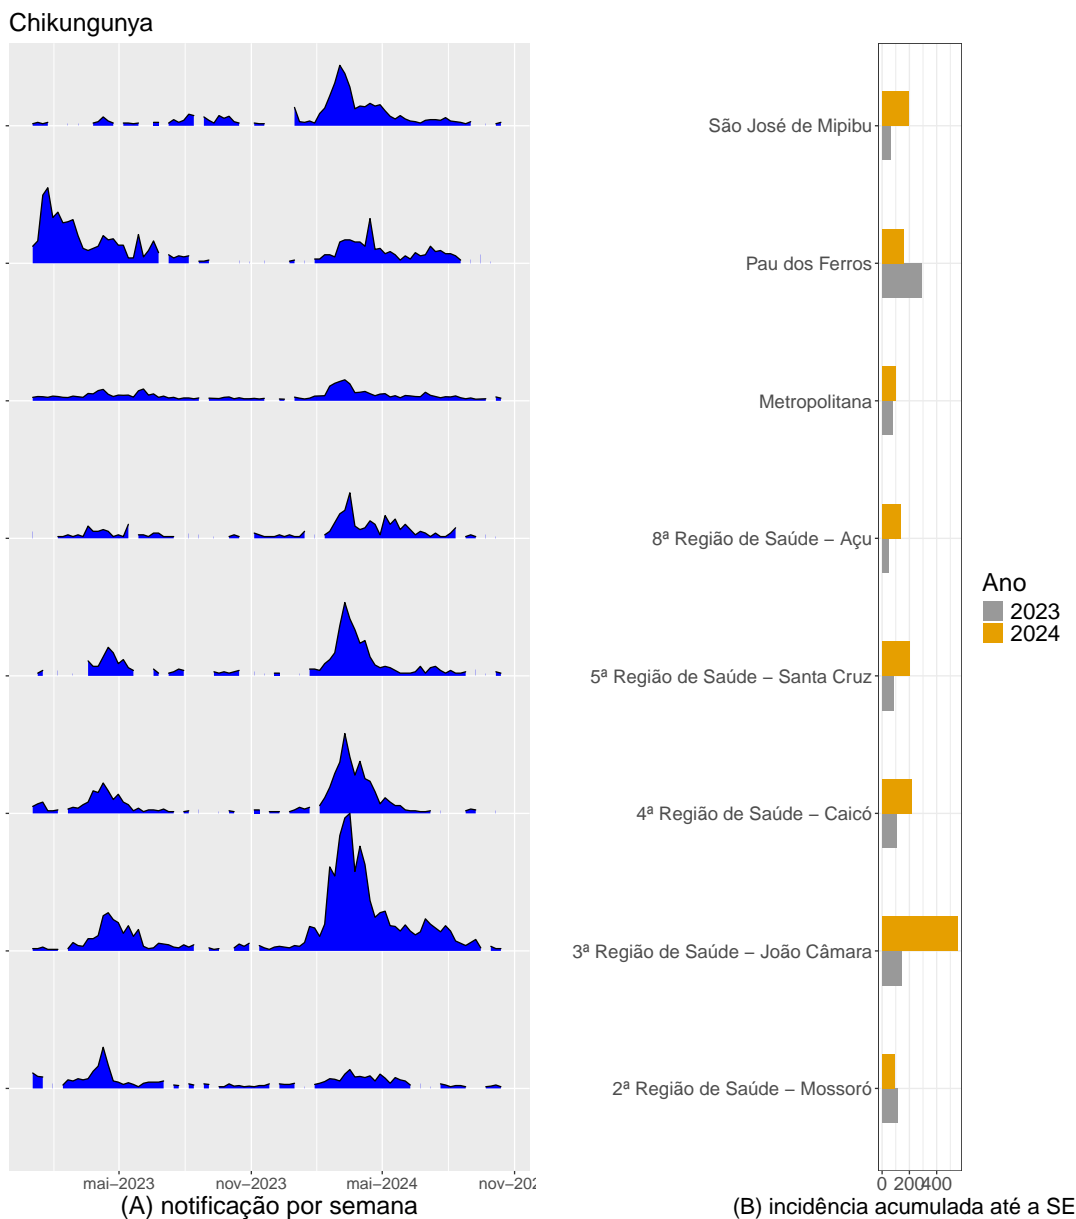 Chikungunya
São José de Mipibu
Pau dos Ferros
Metropolitana
8ª Região de Saúde – Açu
5ª Região de Saúde – Santa Cruz
4ª Região de Saúde – Caicó
3ª Região de Saúde – João Câmara
2ª Região de Saúde – Mossoró
Ano
2023
2024
mai–2023 nov–2023 mai–2024 nov–202
0 200 400
(A) notificação por semana
(B) incidência acumulada até a SE